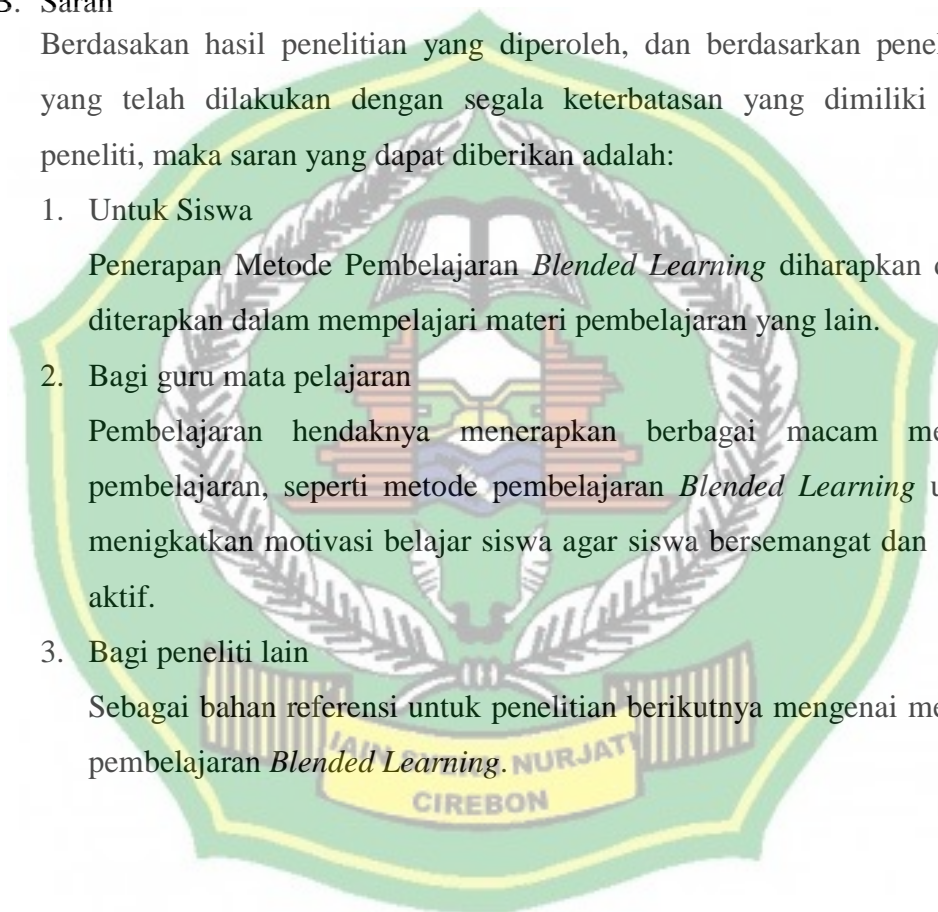 B. Saran
Berdasakan hasil penelitian yang diperoleh, dan berdasarkan
yang telah dilakukan dengan segala keterbatasan yang dimiliki
peneliti, maka saran yang dapat diberikan adalah:
1. Untuk Siswa
Penerapan Metode Pembelajaran Blended Learning diharapkan
diterapkan dalam mempelajari materi pembelajaran yang lain.
2. Bagi guru mata pelajaran
Pembelajaran hendaknya menerapkan berbagai macam
pembelajaran, seperti metode pembelajaran Blended Learning
menigkatkan motivasi belajar siswa agar siswa bersemangat dan
aktif.
3. Bagi peneliti lain
Sebagai bahan referensi untuk penelitian berikutnya mengenai
pembelajaran Blended Learning.
IAIN NURJATI
CIREBON